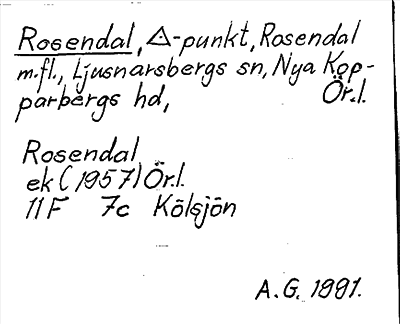 Rosendal, △-punkt, Rosendal
m.fl., Ljusnarsbergs sn, Nya Kop-
parbergs hd, Ör.l.
Rosendal
ek (1957) Ör.l.
11F 7c Kölsjön
A.G. 1991.